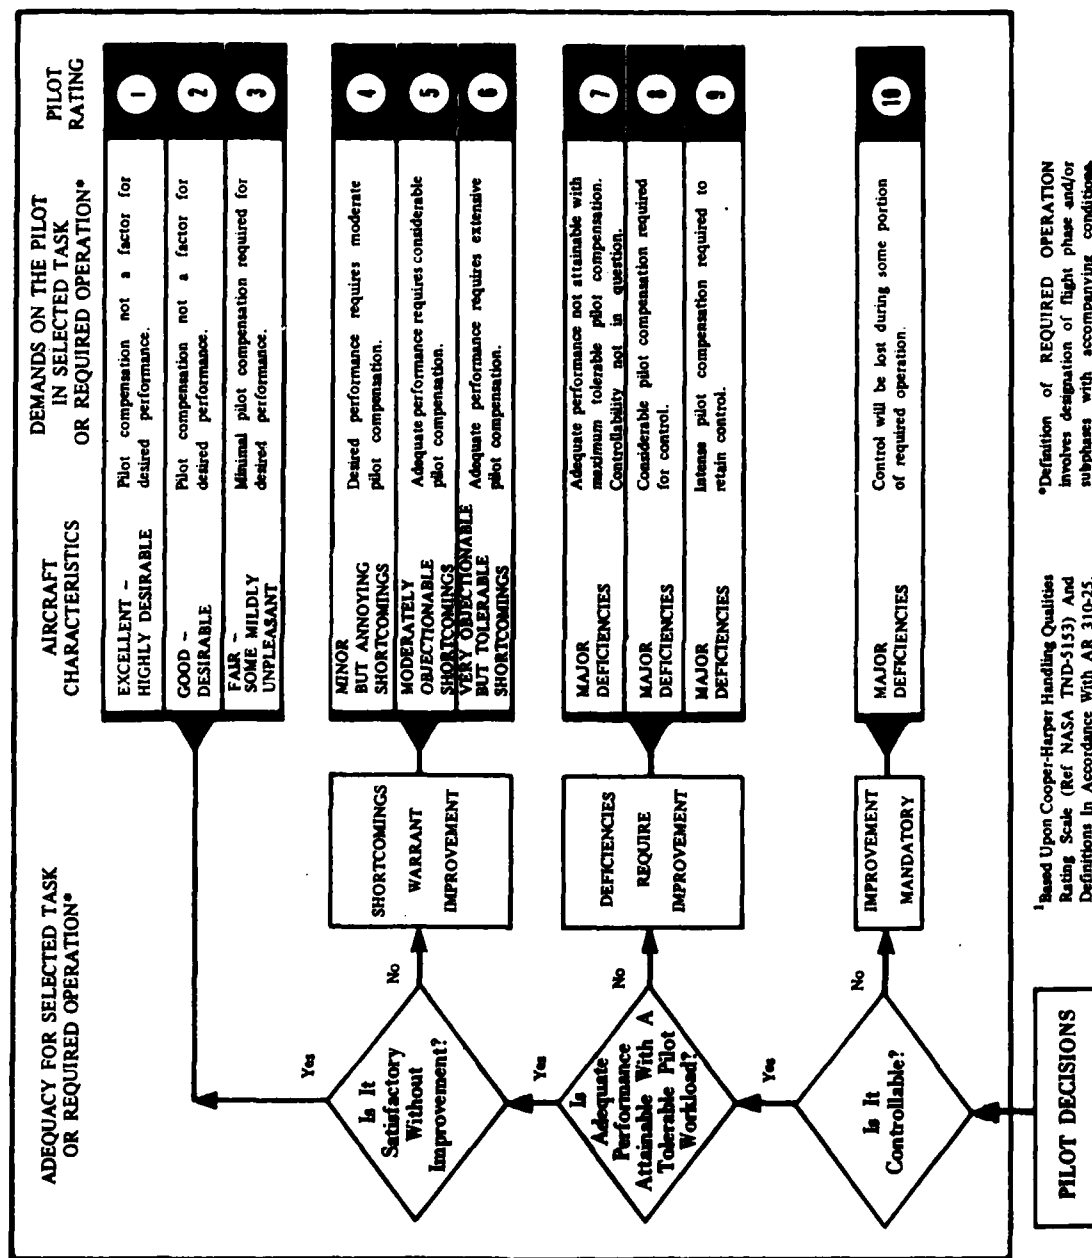 ADEQUACY FOR SELECTED TASK
OR REQUIRED OPERATION*
AIRCRAFT
CHARACTERISTICS
DEMANDS ON THE PILOT
IN SELECTED TASK
OR REQUIRED OPERATION*
PILOT
RATING
EXCELLENT –
HIGHLY DESIRABLE
Pilot compensation not a factor for
desired performance.
1
GOOD –
DESIRABLE
Pilot compensation not a factor for
desired performance.
2
FAIR –
SOME MILDLY
UNPLEASANT
Minimal pilot compensation required for
desired performance.
3
Yes
Is It
Satisfactory
Without
Improvement?
No
SHORTCOMINGS
WARRANT
IMPROVEMENT
MINOR
BUT ANNOYING
SHORTCOMINGS
Desired performance requires moderate
pilot compensation.
4
MODERATELY
OBJECTIONABLE
SHORTCOMINGS
Adequate performance requires considerable
pilot compensation.
5
VERY OBJECTIONABLE
BUT TOLERABLE
SHORTCOMINGS
Adequate performance requires extensive
pilot compensation.
6
Yes
Is
Adequate
Performance
Attainable With A
Tolerable Pilot
Workload?
No
DEFICIENCIES
REQUIRE
IMPROVEMENT
MAJOR
DEFICIENCIES
Adequate performance not attainable with
maximum tolerable pilot compensation.
Controllability not in question.
7
MAJOR
DEFICIENCIES
Considerable pilot compensation required
for control.
8
MAJOR
DEFICIENCIES
Intense pilot compensation required to
retain control.
9
Yes
Is It
Controllable?
No
IMPROVEMENT
MANDATORY
MAJOR
DEFICIENCIES
Control will be lost during some portion
of required operation.
10
PILOT DECISIONS
1Based Upon Cooper-Harper Handling Qualities
Rating Scale (Ref NASA TND-5153) And
Definitions In Accordance With AR 310-25.
*Definition of REQUIRED OPERATION
involves designation of flight phase and/or
subphases with accompanying conditions.